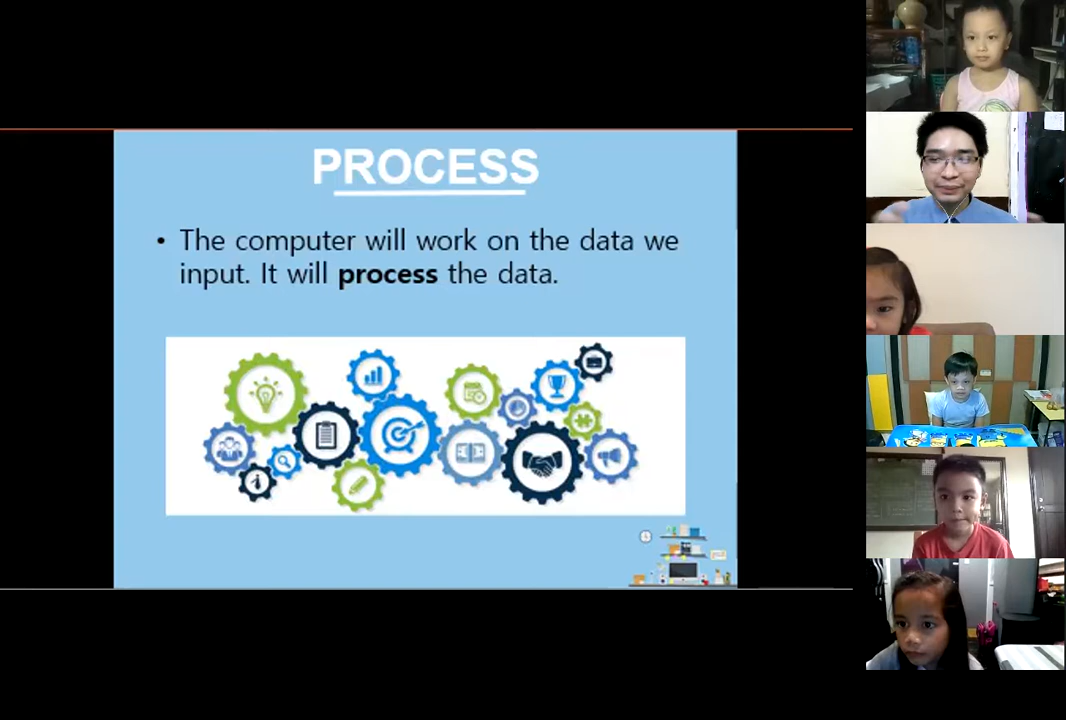 PROCESS
• The computer will work on the data we
input. It will process the data.